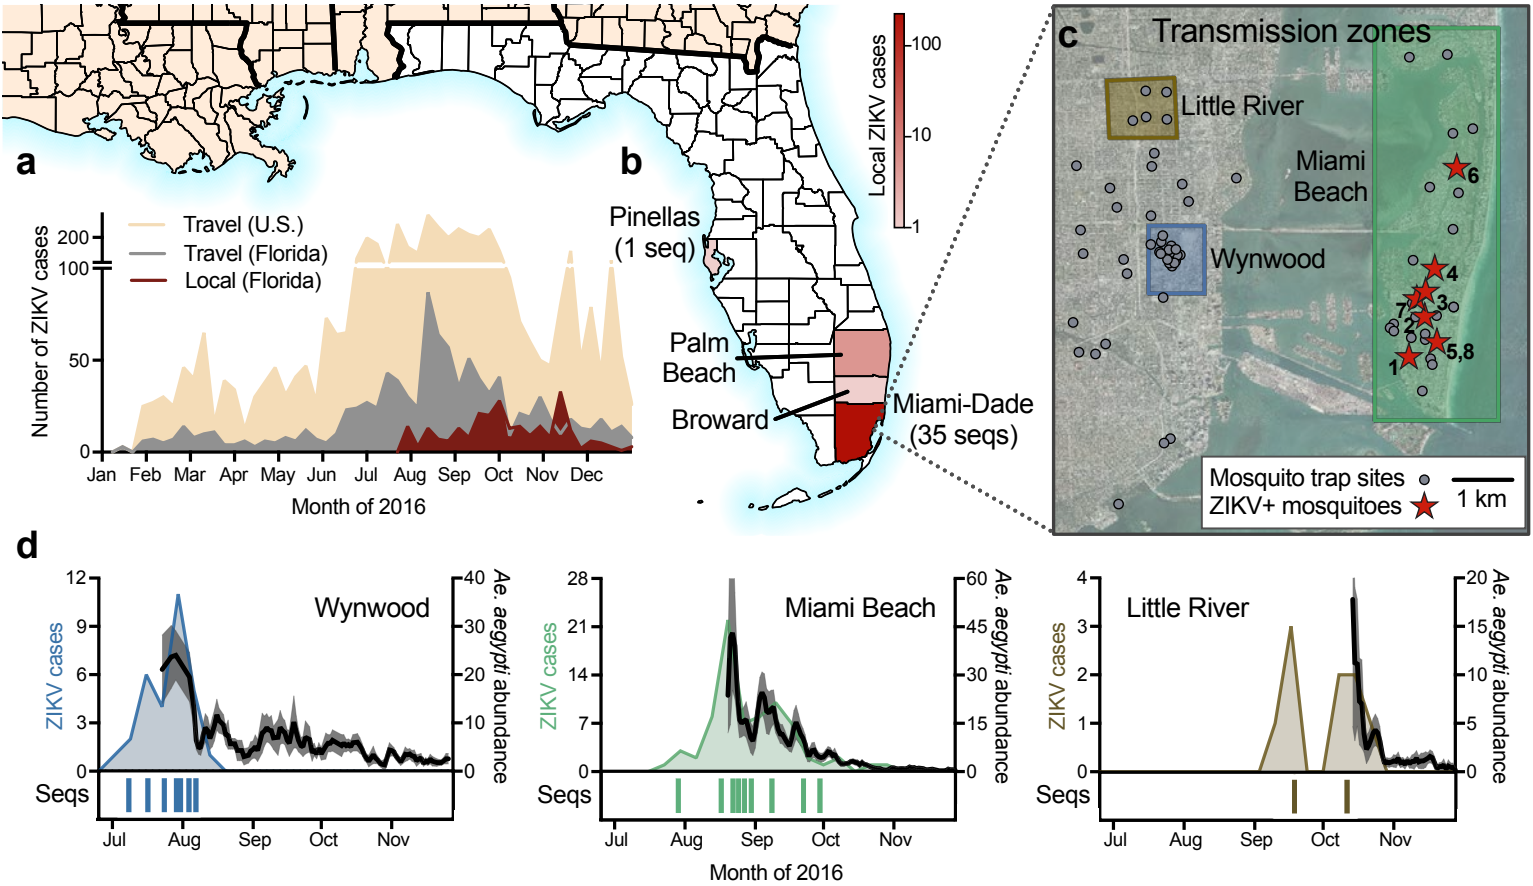 a
Number of ZIKV cases
200
100
50
0
Travel (U.S.)
Travel (Florida)
Local (Florida)
Jan Feb Mar Apr May Jun Jul Aug Sep Oct Nov Dec
Month of 2016
b
Local ZIKV cases
100
10
1
Pinellas
(1 seq)
Palm
Beach
Broward
Miami-Dade
(35 seqs)
c
Transmission zones
Little River
Miami
Beach
Wynwood
6
4
3
7
2
5,8
1
Mosquito trap sites
ZIKV+ mosquitoes
1 km
d
Wynwood
ZIKV cases
12
9
6
3
0
40
30
20
10
0
Ae. aegypti abundance
Seqs
Jul Aug Sep Oct Nov
Miami Beach
ZIKV cases
28
21
14
7
0
60
45
30
15
0
Ae. aegypti abundance
Seqs
Jul Aug Sep Oct Nov
Month of 2016
Little River
ZIKV cases
4
3
2
1
0
20
15
10
5
0
Ae. aegypti abundance
Seqs
Jul Aug Sep Oct Nov